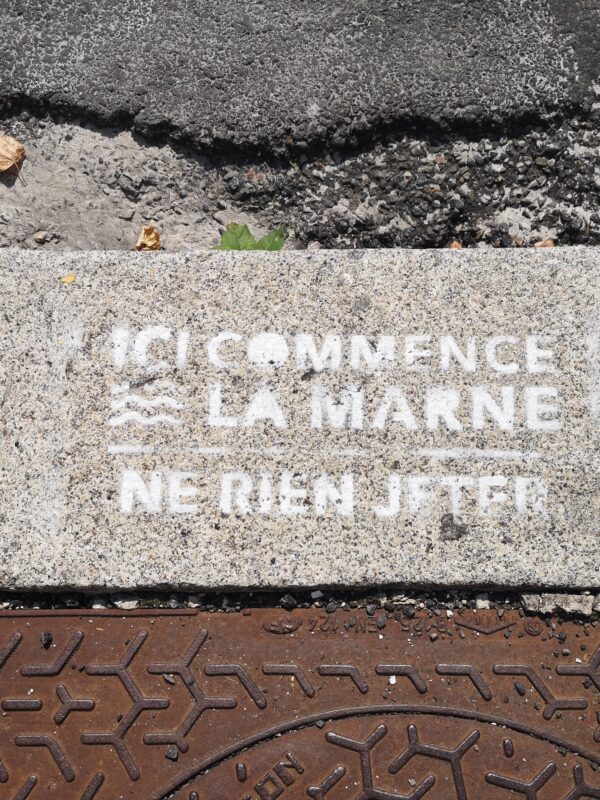 ICI COMMENCE
LA MARNE
NE RIEN JETER